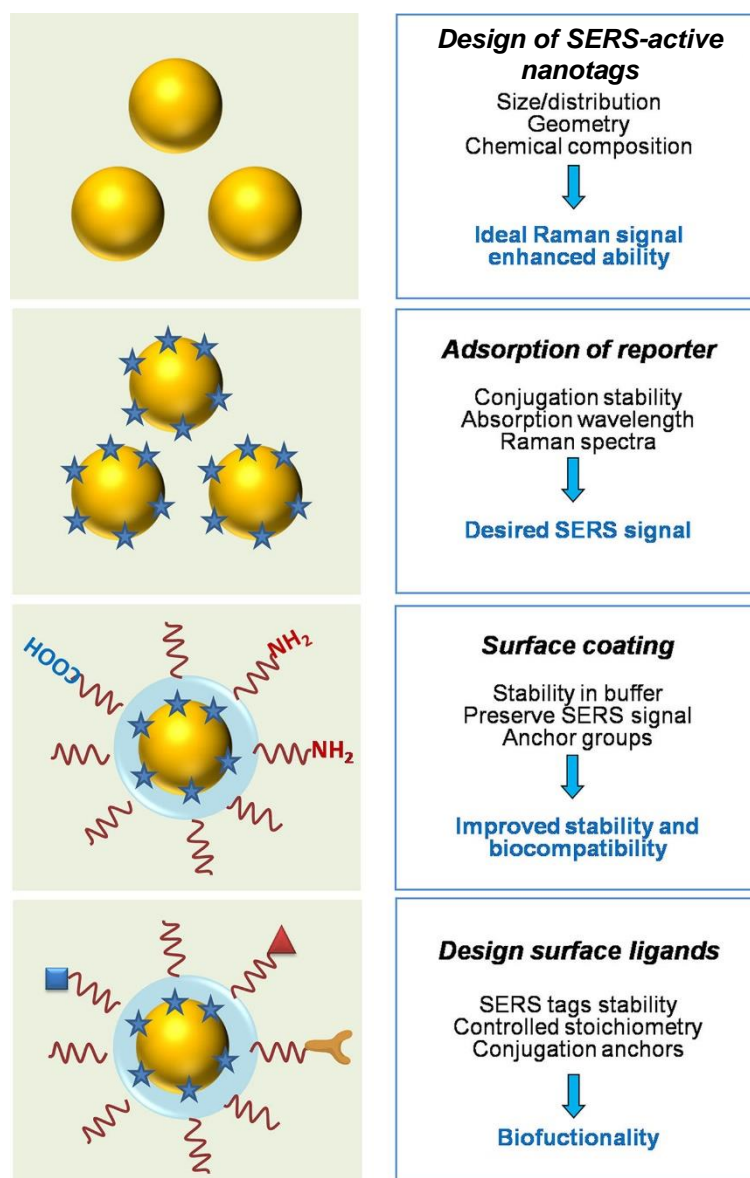 Design of SERS-active
nanotags
Size/distribution
Geometry
Chemical composition
Ideal Raman signal
enhanced ability
Adsorption of reporter
Conjugation stability
Absorption wavelength
Raman spectra
Desired SERS signal
COOH
NH2
NH2
Surface coating
Stability in buffer
Preserve SERS signal
Anchor groups
Improved stability and
biocompatibility
Design surface ligands
SERS tags stability
Controlled stoichiometry
Conjugation anchors
Biofuctionality